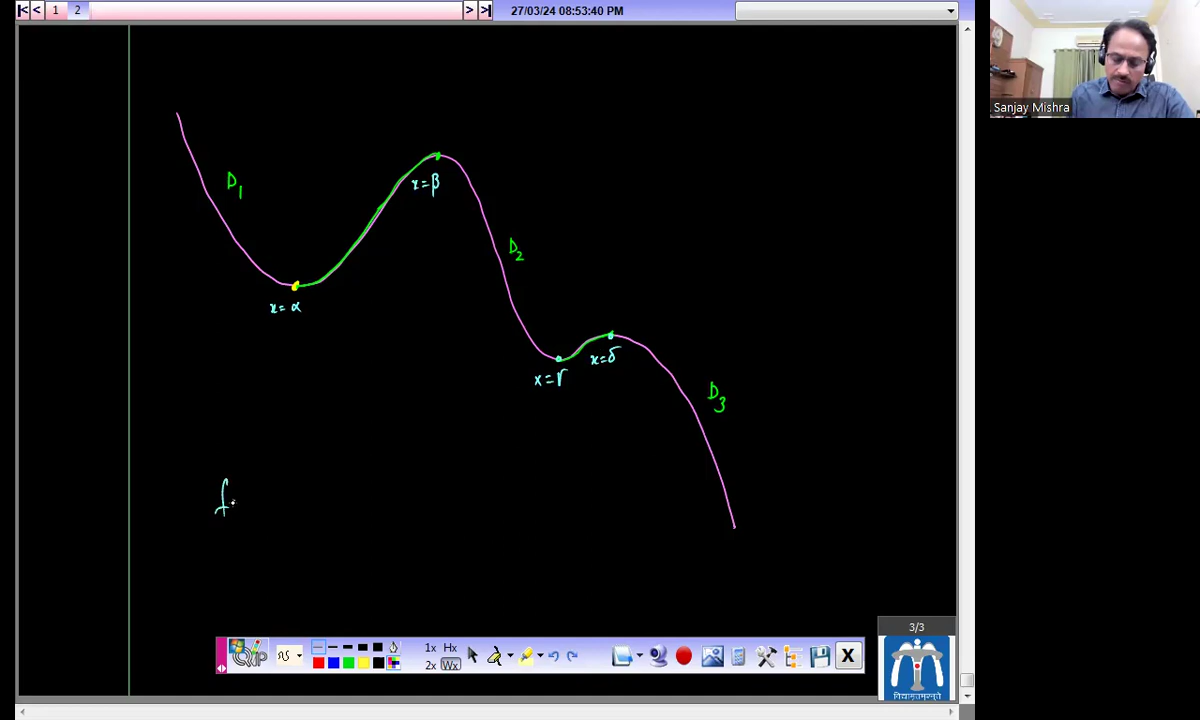 1 2
27/03/24 08:53:40 PM
Sanjay Mishra
D1
x=β
D2
x=α
x=δ
x=γ
D3
f
3/3
1x Hx
2x Wx
X